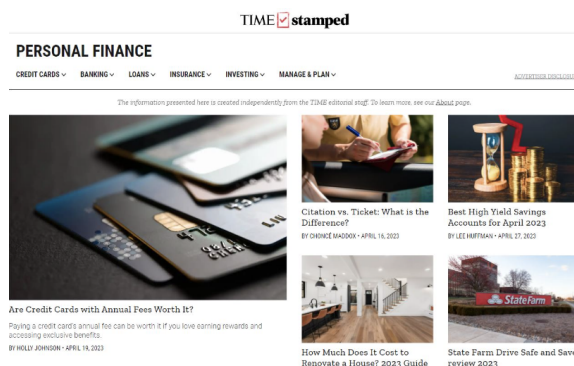 TIME stamped
PERSONAL FINANCE
CREDIT CARDS BANKING LOANS INSURANCE INVESTING MANAGE & PLAN
ADVERTISER DISCLOSU
The information presented here is created independently from the TIME editorial staff. To learn more, see our About page.
Are Credit Cards with Annual Fees Worth It?
Paying a credit card's annual fee can be worth it if you love earning rewards and
accessing exclusive benefits.
BY HOLLY JOHNSON • APRIL 19, 2023
Citation vs. Ticket: What is the
Difference?
BY CHONCÉ MADDOX • APRIL 16, 2023
Best High Yield Savings
Accounts for April 2023
BY LEE HUFFMAN • APRIL 27, 2023
How Much Does It Cost to
Renovate a House? 2023 Guide
State Farm
State Farm Drive Safe and Save
review 2023